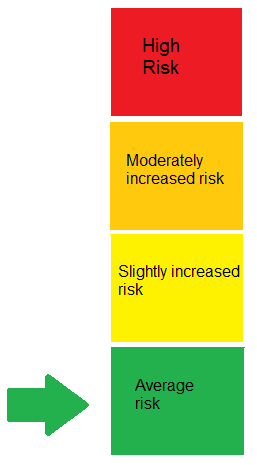 High
Risk
Moderately
increased risk
Slightly increased
risk
Average
risk